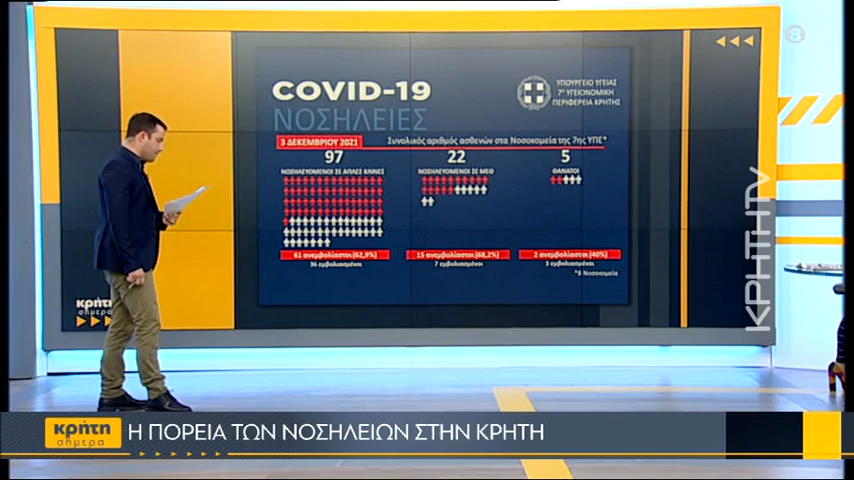 8
COVID-19
ΝΟΣΗΛΕΙΕΣ
ΥΠΟΥΡΓΕΙΟ ΥΓΕΙΑΣ
7η ΥΓΕΙΟΝΟΜΙΚΗ
ΠΕΡΙΦΕΡΕΙΑ ΚΡΗΤΗΣ
3 ΔΕΚΕΜΒΡΙΟΥ 2021
Συνολικός αριθμός ασθενών στα Νοσοκομεία της 7ης ΥΠΕ*
97
22
5
ΝΟΣΗΛΕΥΟΜΕΝΟΙ ΣΕ ΑΠΛΕΣ ΚΛΙΝΕΣ
ΝΟΣΗΛΕΥΟΜΕΝΟΙ ΣΕ ΜΕΘ
ΘΑΝΑΤΟΙ
61 ανεμβολίαστοι (62,9%)
15 ανεμβολίαστοι (68,2%)
2 ανεμβολίαστοι (40%)
36 εμβολιασμένοι
7 εμβολιασμένοι
3 εμβολιασμένοι
*8 Νοσοκομεία
κρήτη
σήμερα
ΚΡΗΤΗTV
κρήτη
σήμερα
Η ΠΟΡΕΙΑ ΤΩΝ ΝΟΣΗΛΕΙΩΝ ΣΤΗΝ ΚΡΗΤΗ